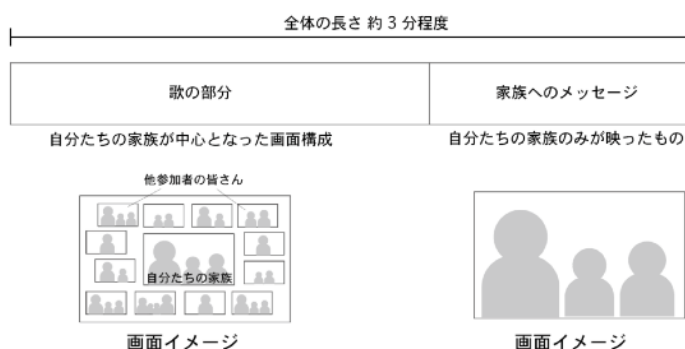 全体の長さ 約 3 分程度
歌の部分
家族へのメッセージ
自分たちの家族が中心となった画面構成
自分たちの家族のみが映ったもの
他参加者の皆さん
自分たちの家族
画面イメージ
画面イメージ